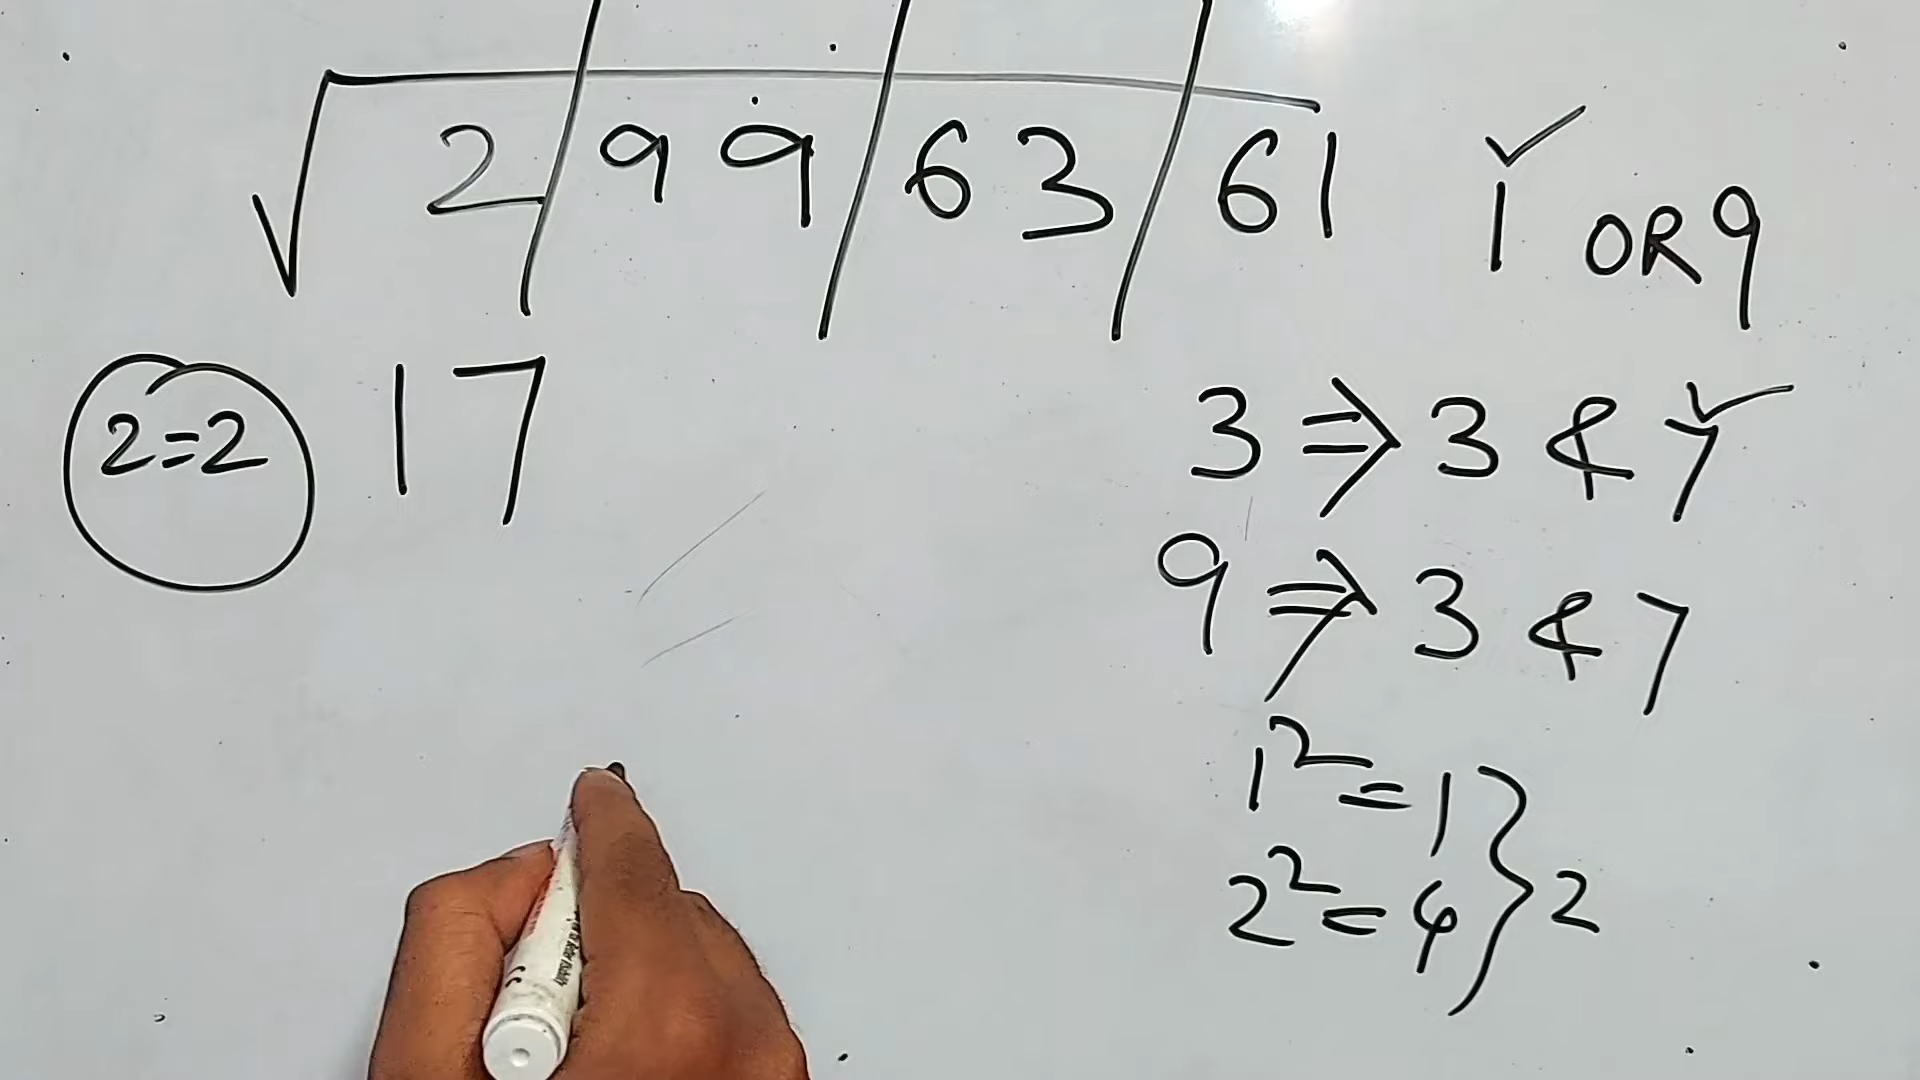 √2|99|63|61
1 OR 9
2=2
17
3 ⇒ 3 & 7
9 ⇒ 3 & 7
1² = 1
2² = 4
} 2